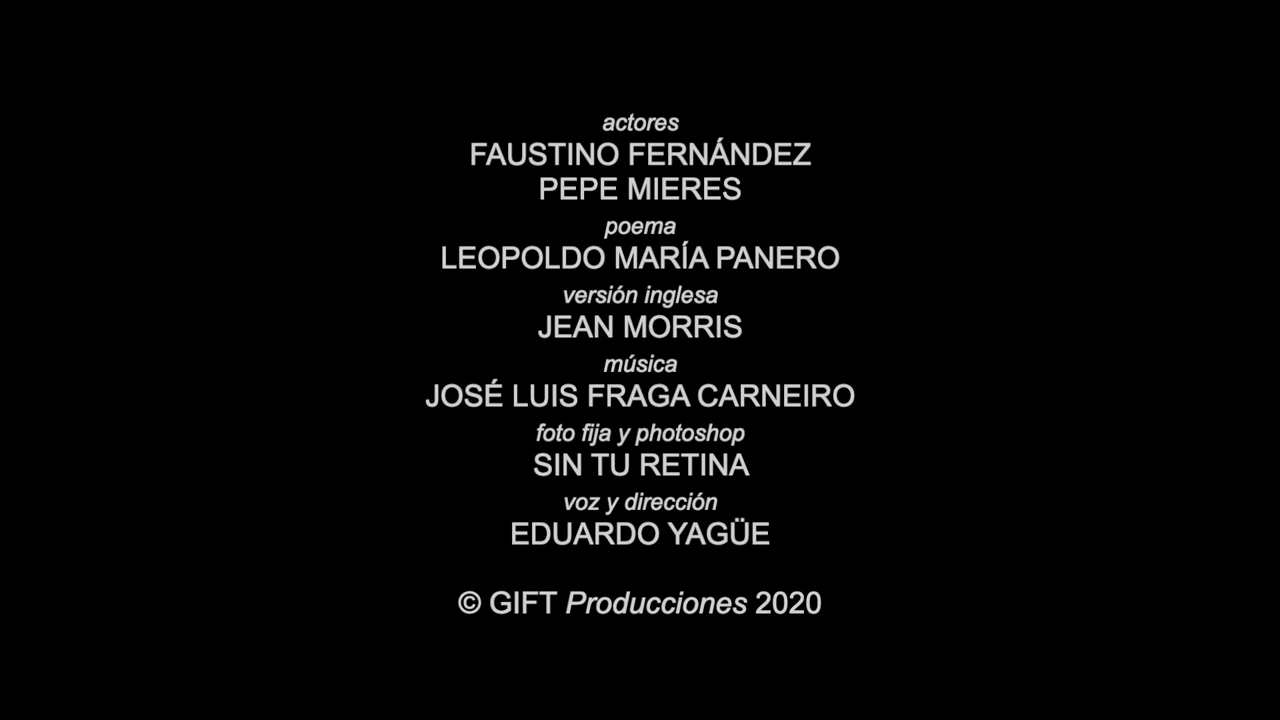 actores
FAUSTINO FERNÁNDEZ
PEPE MIERES
poema
LEOPOLDO MARÍA PANERO
versión inglesa
JEAN MORRIS
música
JOSÉ LUIS FRAGA CARNEIRO
foto fija y photoshop
SIN TU RETINA
voz y dirección
EDUARDO YAGÜE
© GIFT Producciones 2020